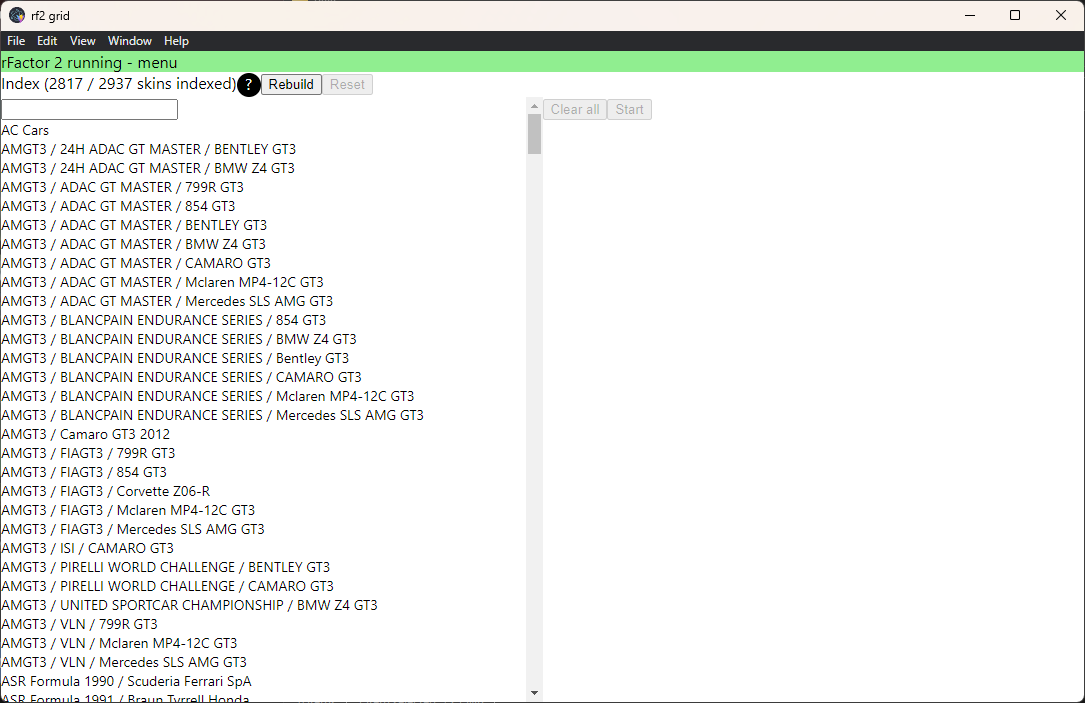 rf2 grid
File Edit View Window Help
rFactor 2 running - menu
Index (2817 / 2937 skins indexed) ? Rebuild Reset
Clear all Start
AC Cars
AMGT3 / 24H ADAC GT MASTER / BENTLEY GT3
AMGT3 / 24H ADAC GT MASTER / BMW Z4 GT3
AMGT3 / ADAC GT MASTER / 799R GT3
AMGT3 / ADAC GT MASTER / 854 GT3
AMGT3 / ADAC GT MASTER / BENTLEY GT3
AMGT3 / ADAC GT MASTER / BMW Z4 GT3
AMGT3 / ADAC GT MASTER / CAMARO GT3
AMGT3 / ADAC GT MASTER / Mclaren MP4-12C GT3
AMGT3 / ADAC GT MASTER / Mercedes SLS AMG GT3
AMGT3 / BLANCPAIN ENDURANCE SERIES / 854 GT3
AMGT3 / BLANCPAIN ENDURANCE SERIES / BMW Z4 GT3
AMGT3 / BLANCPAIN ENDURANCE SERIES / Bentley GT3
AMGT3 / BLANCPAIN ENDURANCE SERIES / CAMARO GT3
AMGT3 / BLANCPAIN ENDURANCE SERIES / Mclaren MP4-12C GT3
AMGT3 / BLANCPAIN ENDURANCE SERIES / Mercedes SLS AMG GT3
AMGT3 / Camaro GT3 2012
AMGT3 / FIAGT3 / 799R GT3
AMGT3 / FIAGT3 / 854 GT3
AMGT3 / FIAGT3 / Corvette Z06-R
AMGT3 / FIAGT3 / Mclaren MP4-12C GT3
AMGT3 / FIAGT3 / Mercedes SLS AMG GT3
AMGT3 / ISI / CAMARO GT3
AMGT3 / PIRELLI WORLD CHALLENGE / BENTLEY GT3
AMGT3 / PIRELLI WORLD CHALLENGE / CAMARO GT3
AMGT3 / UNITED SPORTCAR CHAMPIONSHIP / BMW Z4 GT3
AMGT3 / VLN / 799R GT3
AMGT3 / VLN / Mclaren MP4-12C GT3
AMGT3 / VLN / Mercedes SLS AMG GT3
ASR Formula 1990 / Scuderia Ferrari SpA
ASR Formula 1991 / Braun Tyrrell Honda